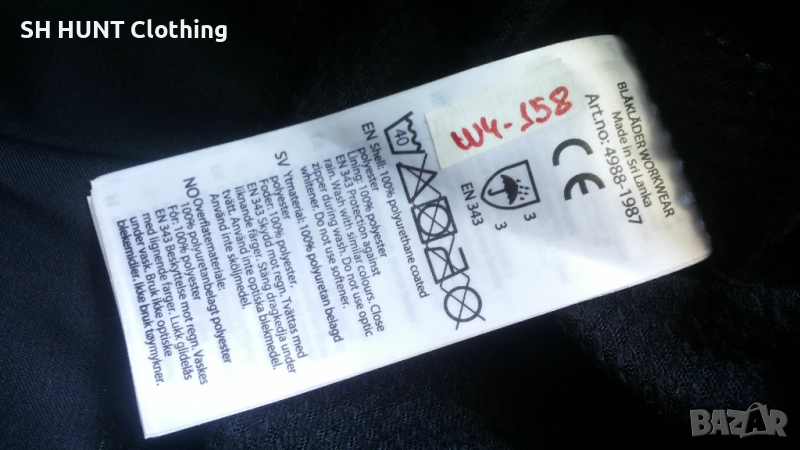 SH HUNT Clothing
BLÅKLÄDER WORKWEAR
Made in Sri Lanka
Art.no: 4988-1987
W4-158
CE
3
3
EN 343
40
EN Shell: 100% polyurethane coated
polyester
Lining: 100% polyester
EN 343 Protection against
rain. Wash with similar colours. Close
zipper during wash. Do not use optic
whitener. Do not use softener.
SV Yttermaterial: 100% polyuretan belagd
polyester
Foder: 100% polyester.
EN 343 Skydd mot regn. Tvättas med
liknande färger. Stäng dragkedja under
tvätt. Använd inte optiska blekmedel.
Använd inte sköljmedel.
NO Overflatemateriale:
100% polyuretanbelagt polyester
Fôr: 100% polyester
EN 343 Beskyttelse mot regn. Vaskes
med lignende farger. Lukk glidelås
under vask. Bruk ikke optiske
blekemidler. Ikke bruk tøymykner.
BAZAR